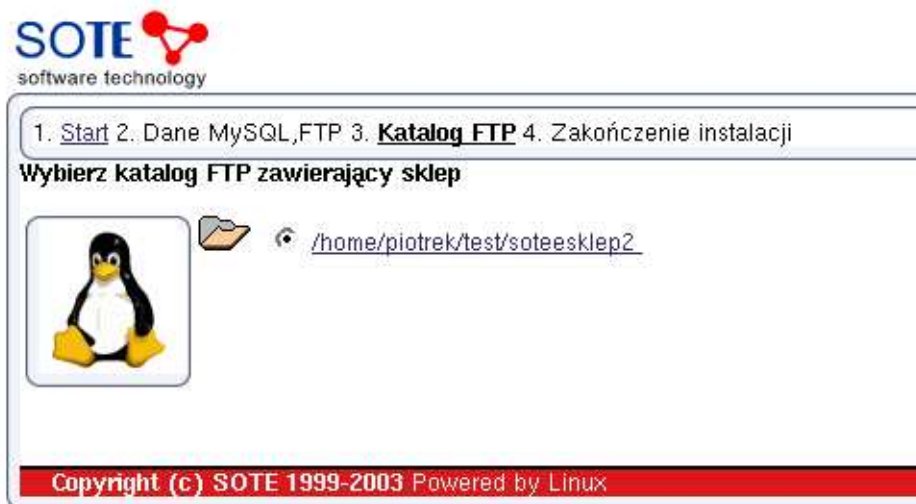 SOTE
software technology
1. Start 2. Dane MySQL,FTP 3. Katalog FTP 4. Zakończenie instalacji
Wybierz katalog FTP zawierający sklep
/home/piotrek/test/soteesklep2
Copyright (c) SOTE 1999-2003 Powered by Linux